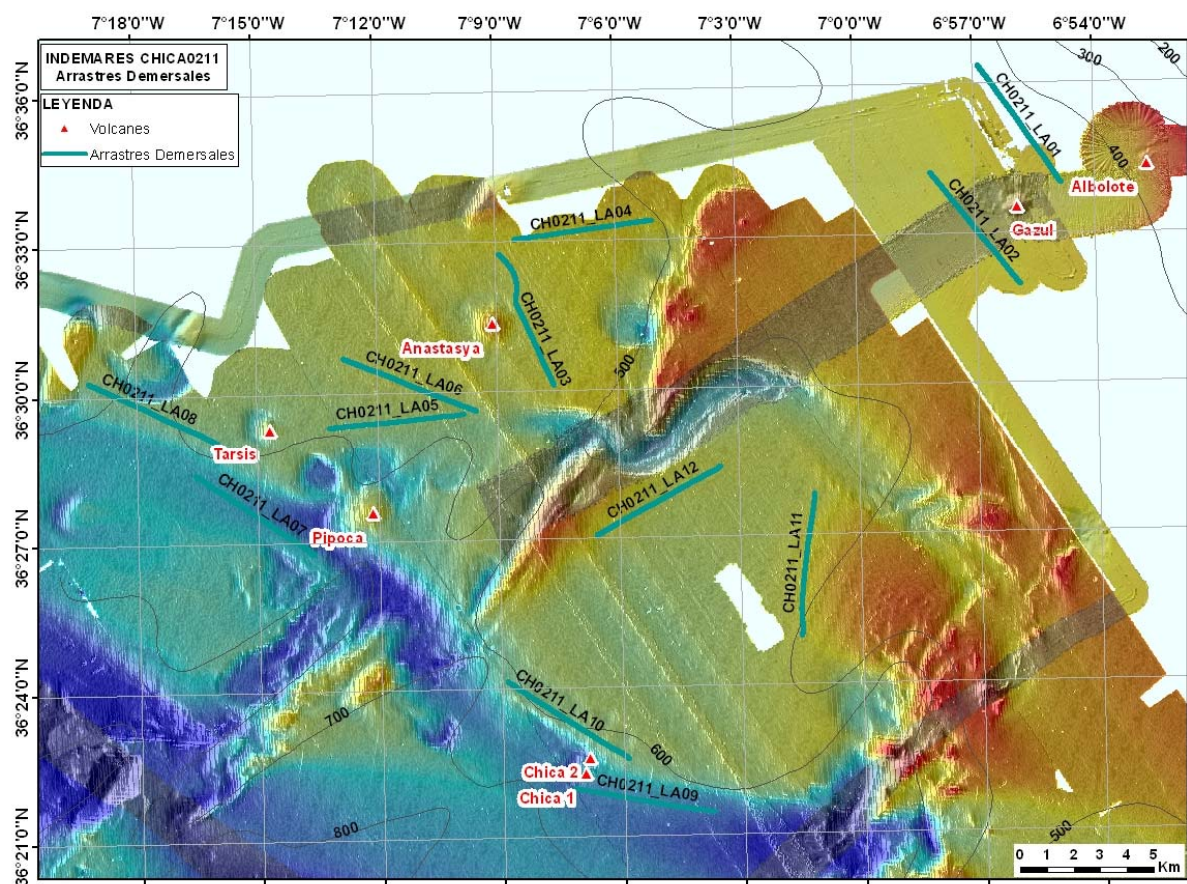 7°18'0"W 7°15'0"W 7°12'0"W 7°9'0"W 7°6'0"W 7°3'0"W 7°0'0"W 6°57'0"W 6°54'0"W
INDEMARES CHICA0211
Arrastres Demersales
LEYENDA
Volcanes
Arrastres Demersales
200
300
400
36°36'0"N
CH0211_LA01
Albolote
CH0211_LA02
Gazul
CH0211_LA04
36°33'0"N
CH0211_LA03
Anastasya
500
CH0211_LA06
36°30'0"N
CH0211_LA05
CH0211_LA08
Tarsis
CH0211_LA07
CH0211_LA12
CH0211_LA11
Pipoca
36°27'0"N
36°24'0"N
CH0211_LA10
700
600
Chica 2
CH0211_LA09
Chica 1
800
500
36°21'0"N
0 1 2 3 4 5
Km